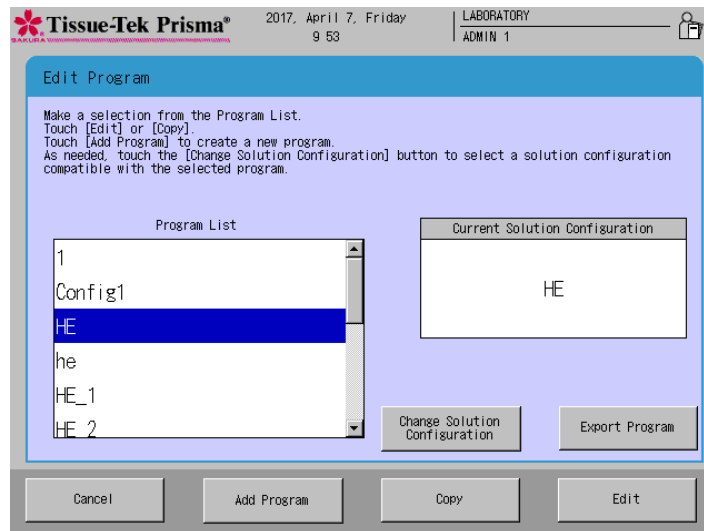 Tissue-Tek Prisma®
SAKURA
2017, April 7, Friday
9 53
LABORATORY
ADMIN 1
Edit Program
Make a selection from the Program List.
Touch [Edit] or [Copy].
Touch [Add Program] to create a new program.
As needed, touch the [Change Solution Configuration] button to select a solution configuration
compatible with the selected program.
Program List
1
Config1
HE
he
HE_1
HE_2
Current Solution Configuration
HE
Change Solution
Configuration
Export Program
Cancel
Add Program
Copy
Edit